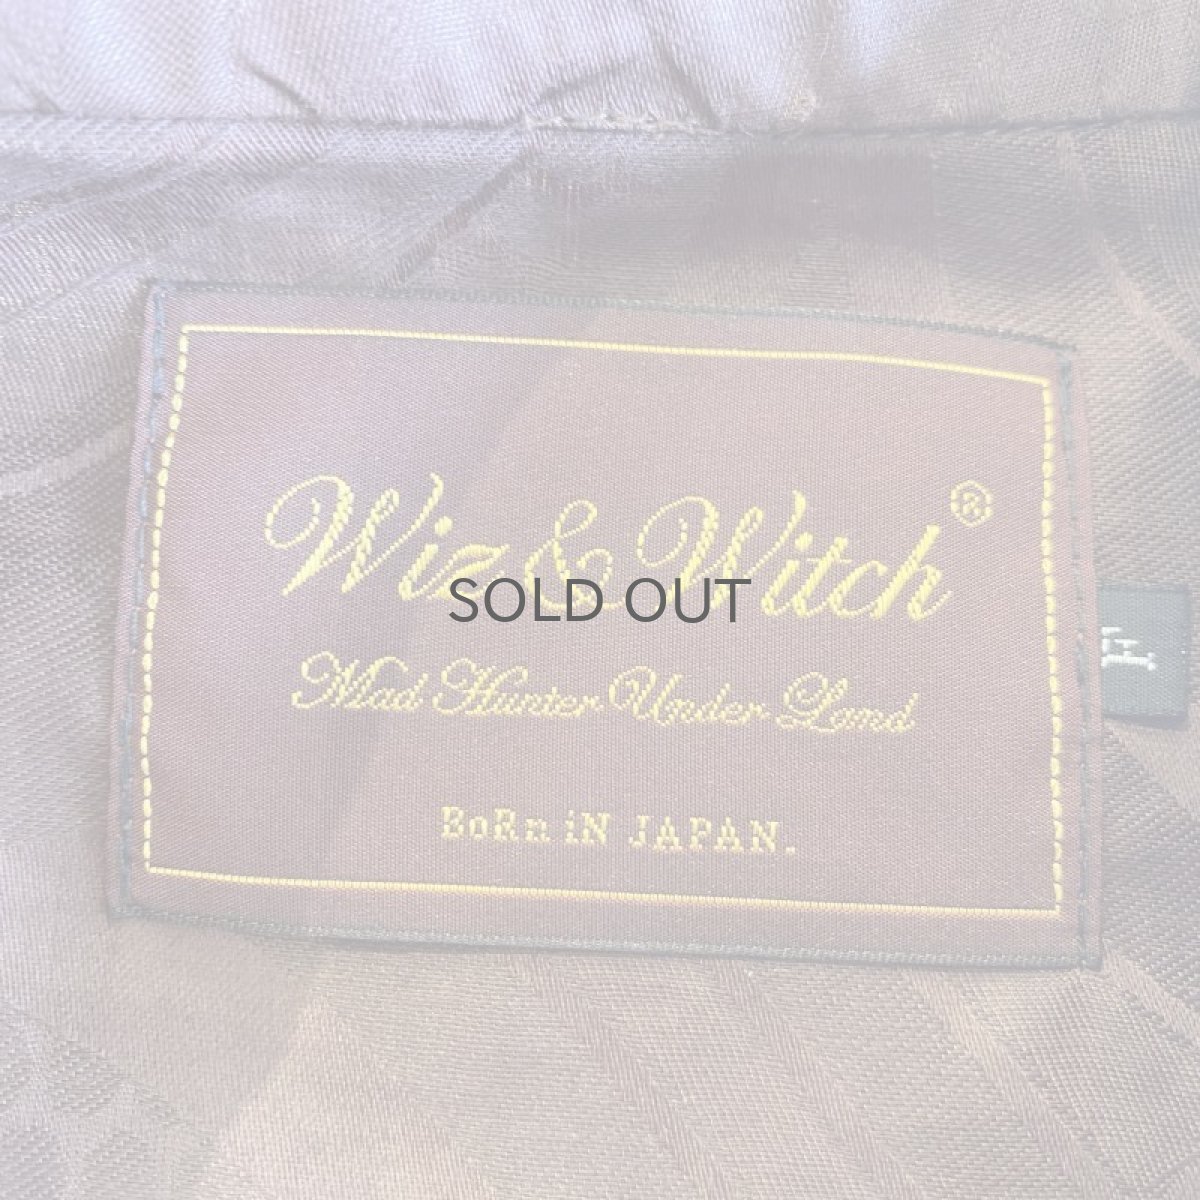 Wiz & Witch ®
SOLD OUT
Mad Hunter Under Land
BoRn iN JAPAN.